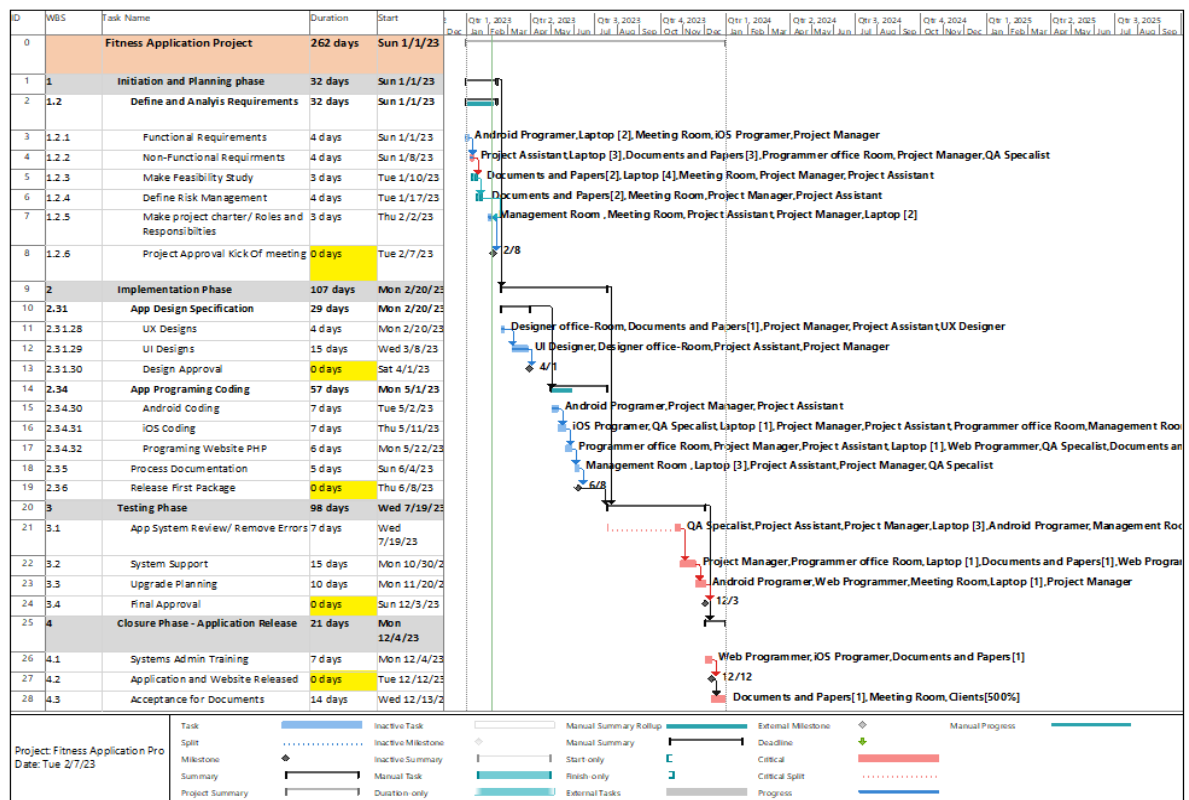 ID WBS Task Name Duration Start Qtr 1, 2023 Qtr 2, 2023 Qtr 3, 2023 Qtr 4, 2023 Qtr 1, 2024 Qtr 2, 2024 Qtr 3, 2024 Qtr 4, 2024 Qtr 1, 2025 Qtr 2, 2025 Qtr 3, 2025
Dec Jan Feb Mar Apr May Jun Jul Aug Sep Oct Nov Dec Jan Feb Mar Apr May Jun Jul Aug Sep Oct Nov Dec Jan Feb Mar Apr May Jun Jul Aug Sep
0 Fitness Application Project 262 days Sun 1/1/23
1 1 Initiation and Planning phase 32 days Sun 1/1/23
2 1.2 Define and Analyis Requirements 32 days Sun 1/1/23
3 1.2.1 Functional Requirements 4 days Sun 1/1/23 Android Programer,Laptop [2],Meeting Room,iOS Programer,Project Manager
4 1.2.2 Non-Functional Requirments 4 days Sun 1/8/23 Project Assistant,Laptop [3],Documents and Papers[3],Programmer office Room,Project Manager,QA Specalist
5 1.2.3 Make Feasibility Study 3 days Tue 1/10/23 Documents and Papers[2],Laptop [4],Meeting Room,Project Manager,Project Assistant
6 1.2.4 Define Risk Management 4 days Tue 1/17/23 Documents and Papers[2],Meeting Room,Project Manager,Project Assistant
7 1.2.5 Make project charter/ Roles and 3 days Thu 2/2/23 Management Room ,Meeting Room,Project Assistant,Project Manager,Laptop [2]
Responsibilties
8 1.2.6 Project Approval Kick Of meeting 0 days Tue 2/7/23 2/8
9 2 Implementation Phase 107 days Mon 2/20/23
10 2.31 App Design Specification 29 days Mon 2/20/23
11 2.31.28 UX Designs 4 days Mon 2/20/23 Designer office-Room,Documents and Papers[1],Project Manager,Project Assistant,UX Designer
12 2.31.29 UI Designs 15 days Wed 3/8/23 UI Designer,Designer office-Room,Project Assistant,Project Manager
13 2.31.30 Design Approval 0 days Sat 4/1/23 4/1
14 2.34 App Programing Coding 57 days Mon 5/1/23
15 2.34.30 Android Coding 7 days Tue 5/2/23 Android Programer,Project Manager,Project Assistant
16 2.34.31 iOS Coding 7 days Thu 5/11/23 iOS Programer,QA Specalist,Laptop [1],Project Manager,Project Assistant,Programmer office Room,Management Roo
17 2.34.32 Programing Website PHP 6 days Mon 5/22/23 Programmer office Room,Project Manager,Project Assistant,Laptop [1],Web Programmer,QA Specalist,Documents an
18 2.35 Process Documentation 5 days Sun 6/4/23 Management Room ,Laptop [3],Project Assistant,Project Manager,QA Specalist
19 2.36 Release First Package 0 days Thu 6/8/23 6/8
20 3 Testing Phase 98 days Wed 7/19/23
21 3.1 App System Review/ Remove Errors 7 days Wed QA Specalist,Project Assistant,Project Manager,Laptop [3],Android Programer,Management Roo
7/19/23
22 3.2 System Support 15 days Mon 10/30/2 Project Manager,Programmer office Room,Laptop [1],Documents and Papers[1],Web Progra
23 3.3 Upgrade Planning 10 days Mon 11/20/2 Android Programer,Web Programmer,Meeting Room,Laptop [1],Project Manager
24 3.4 Final Approval 0 days Sun 12/3/23 12/3
25 4 Closure Phase - Application Release 21 days Mon
12/4/23
26 4.1 Systems Admin Training 7 days Mon 12/4/23 Web Programmer,iOS Programer,Documents and Papers[1]
27 4.2 Application and Website Released 0 days Tue 12/12/23 12/12
28 4.3 Acceptance for Documents 14 days Wed 12/13/2 Documents and Papers[1],Meeting Room,Clients[500%]
Project: Fitness Application Pro
Date: Tue 2/7/23
Task Inactive Task Manual Summary Rollup External Milestone Manual Progress
Split Inactive Milestone Manual Summary Deadline
Milestone Inactive Summary Start-only Critical
Summary Manual Task Finish-only Critical Split
Project Summary Duration-only External Tasks Progress